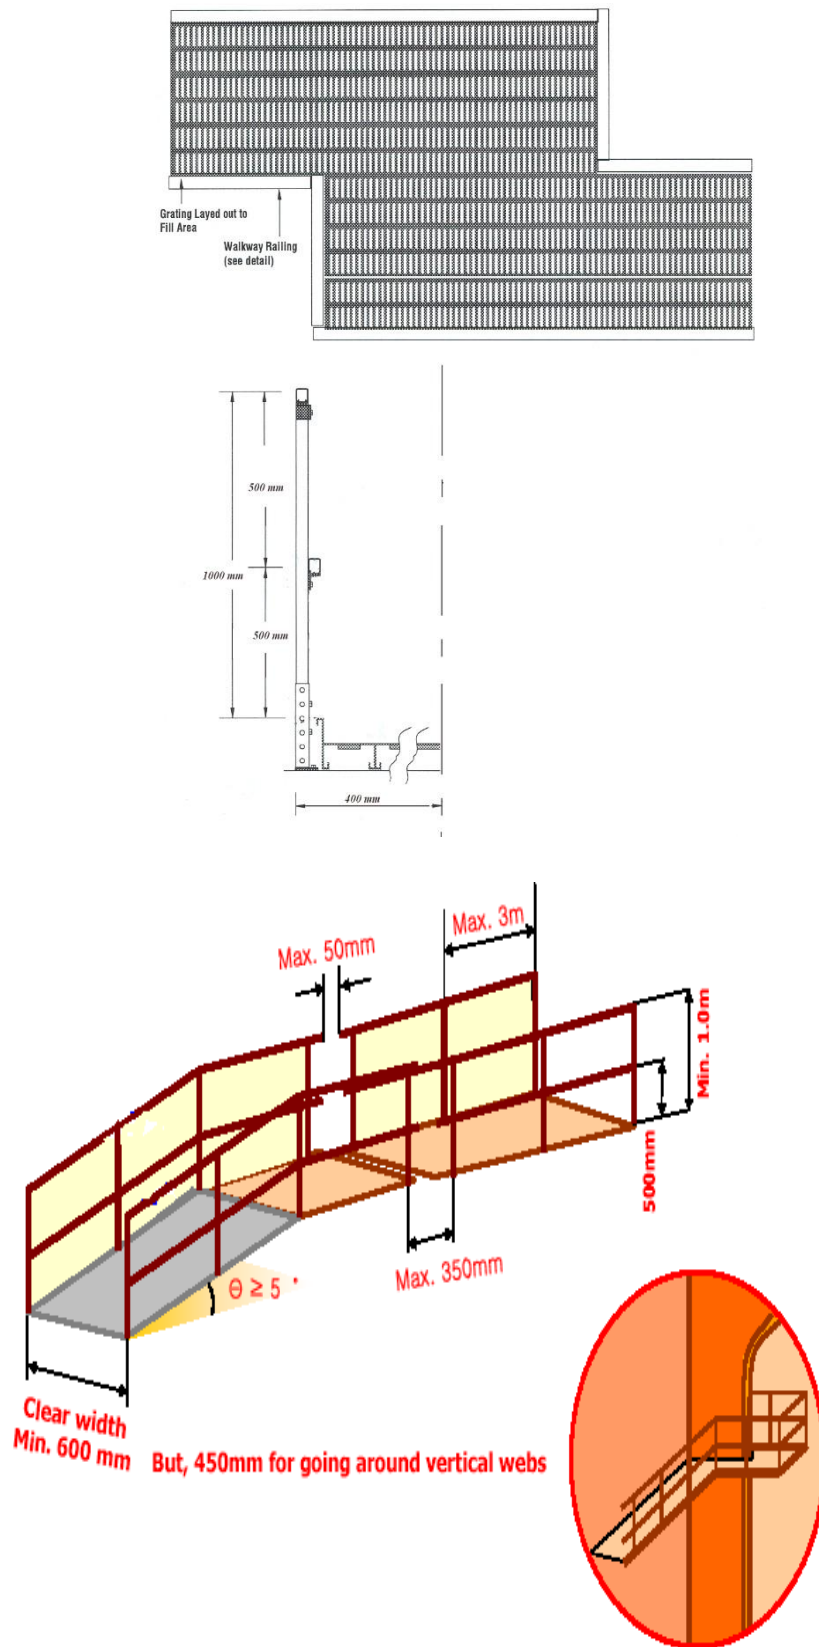 Grating Layed out to
Fill Area
Walkway Railing
(see detail)
500 mm
1000 mm
500 mm
400 mm
Max. 3m
Max. 50mm
Min. 1.0m
500mm
Max. 350mm
θ ≥ 5 °
Clear width
Min. 600 mm
But, 450mm for going around vertical webs